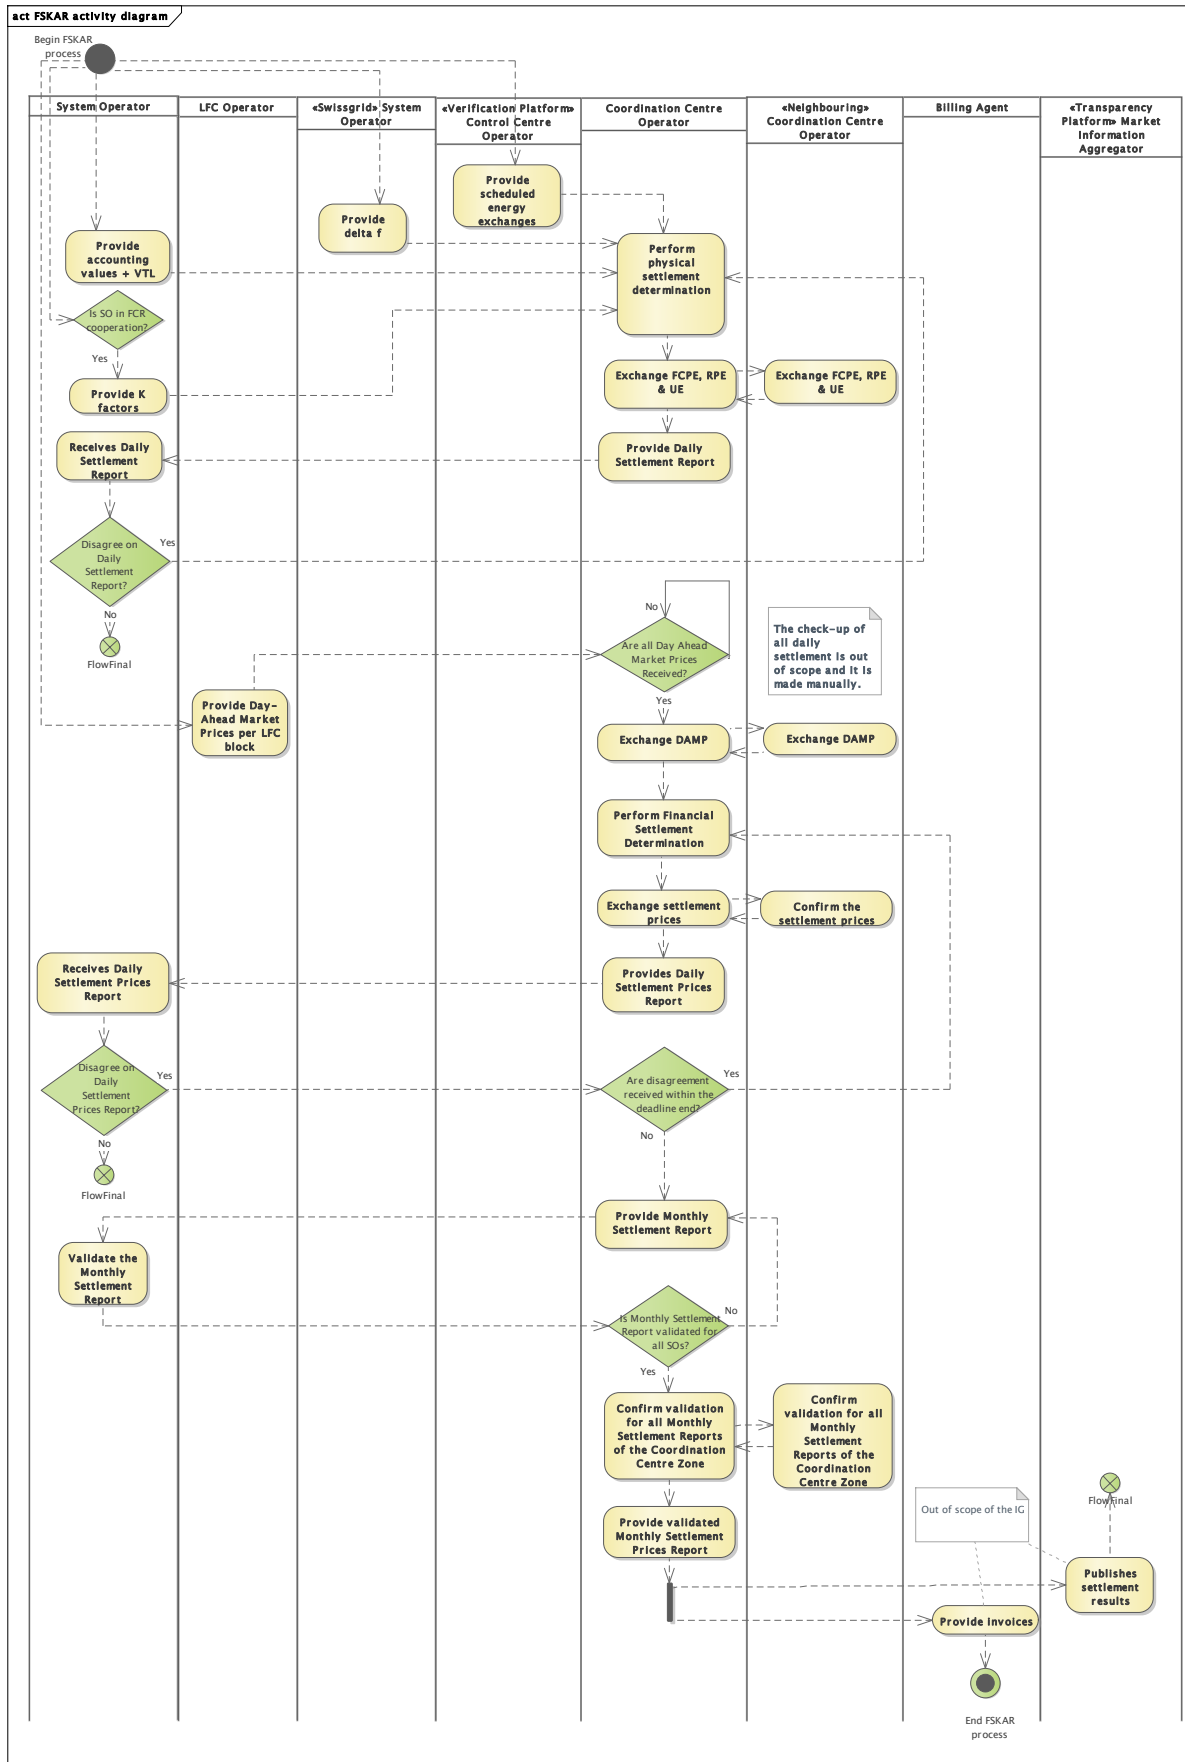 act FSKAR activity diagram
Begin FSKAR
process
System Operator
LFC Operator
«Swissgrid» System
Operator
«Verification Platform»
Control Centre
Operator
Coordination Centre
Operator
«Neighbouring»
Coordination Centre
Operator
Billing Agent
«Transparency
Platform» Market
Information
Aggregator
Provide
scheduled
energy
exchanges
Provide
delta f
Provide
accounting
values + VTL
Perform
physical
settlement
determination
Is SO in FCR
cooperation?
Yes
Provide K
factors
Exchange FCPE, RPE
& UE
Exchange FCPE, RPE
& UE
Receives Daily
Settlement
Report
Provide Daily
Settlement Report
Disagree on
Daily
Settlement
Report?
Yes
No
FlowFinal
No
Are all Day Ahead
Market Prices
Received?
Yes
The check-up of
all daily
settlement is out
of scope and it is
made manually.
Provide Day-
Ahead Market
Prices per LFC
block
Exchange DAMP
Exchange DAMP
Perform Financial
Settlement
Determination
Exchange settlement
prices
Confirm the
settlement prices
Receives Daily
Settlement Prices
Report
Provides Daily
Settlement Prices
Report
Disagree on
Daily
Settlement
Prices Report?
Yes
No
FlowFinal
Are disagreement
received within the
deadline end?
Yes
No
Provide Monthly
Settlement Report
Validate the
Monthly
Settlement
Report
Is Monthly Settlement
Report validated for
all SOs?
No
Yes
Confirm validation
for all Monthly
Settlement Reports
of the Coordination
Centre Zone
Confirm
validation for all
Monthly
Settlement
Reports of the
Coordination
Centre Zone
Provide validated
Monthly Settlement
Prices Report
Out of scope of the IG
FlowFinal
Publishes
settlement
results
Provide invoices
End FSKAR
process